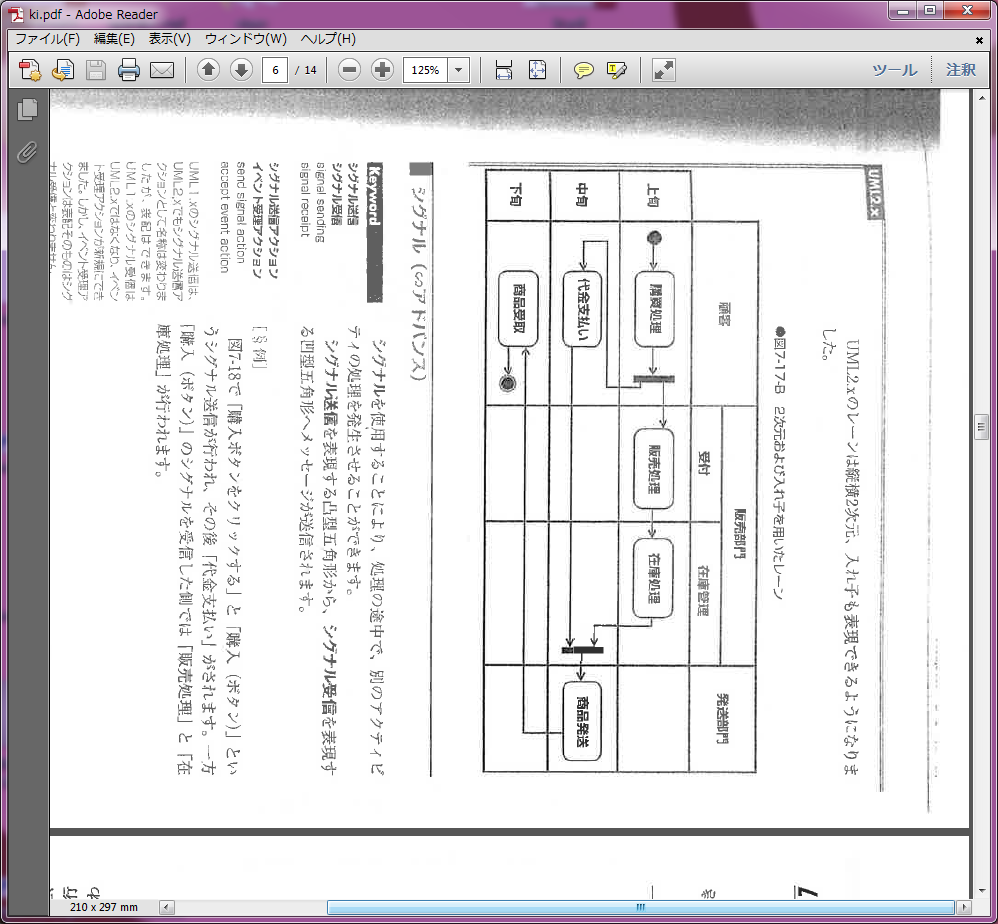 ki.pdf - Adobe Reader
ファイル(F) 編集(E) 表示(V) ウィンドウ(W) ヘルプ(H)
6 / 14 125% ツール 注釈
UML2.xのレーンは縦横2次元、入れ子も表現できるようになりま
した。
UML2.x
●図7-17-B 2次元および入れ子を用いたレーン
顧客
販売部門
受付
在庫管理
発送部門
上旬
購買処理
販売処理
在庫処理
中旬
代金支払い
商品発送
下旬
商品受取
シグナル（∽アドバンス）
Keyword
シグナル送信
シグナル受信
signal sending
signal receipt
シグナル送信アクション
イベント受理アクション
send signal action
accept event action
UML1.xのシグナル送信は、
UML2.xでもシグナル送信ア
クションとして名称は変わりま
したが、表記はできます。
UML1.xのシグナル受信は
UML2.xではなくなり、イベン
ト受理アクションが新規にでき
ました。しかし、イベント受理ア
クションは表記そのものはシグ
シグナルを使用することにより、処理の途中で、別のアクティビ
ティの処理を発生させることができます。
シグナル送信を表現する凸型五角形から、シグナル受信を表現す
る凹型五角形へメッセージが送信されます。
[§例]
図7-18で「購入ボタンをクリックする」と「購入（ボタン）」とい
うシグナル送信が行われ、その後「代金支払い」がされます。一方
「購入（ボタン）」のシグナルを受信した側では「販売処理」と「在
庫処理」が行われます。
7
210 x 297 mm